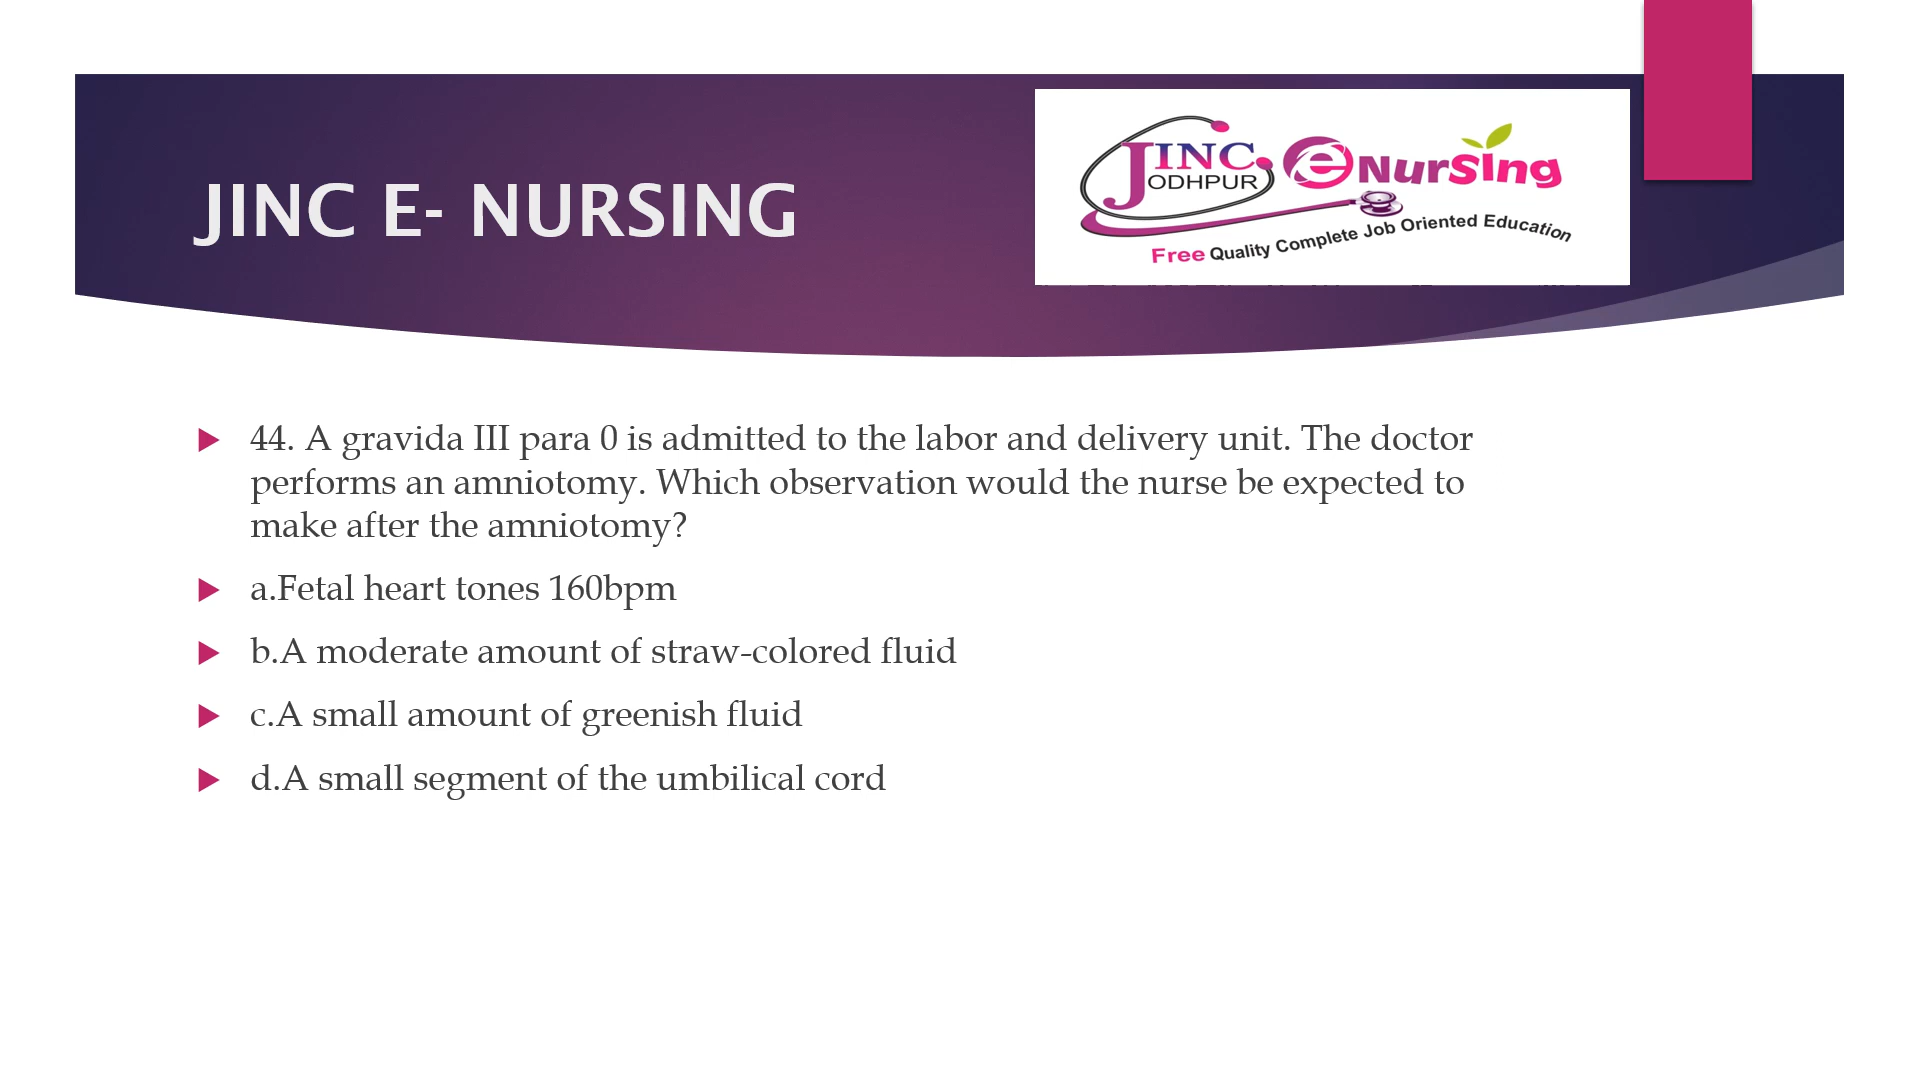 JINC E- NURSING
JINC
ODHPUR
eNursing
Free Quality Complete Job Oriented Education
44. A gravida III para 0 is admitted to the labor and delivery unit. The doctor
performs an amniotomy. Which observation would the nurse be expected to
make after the amniotomy?
a.Fetal heart tones 160bpm
b.A moderate amount of straw-colored fluid
c.A small amount of greenish fluid
d.A small segment of the umbilical cord